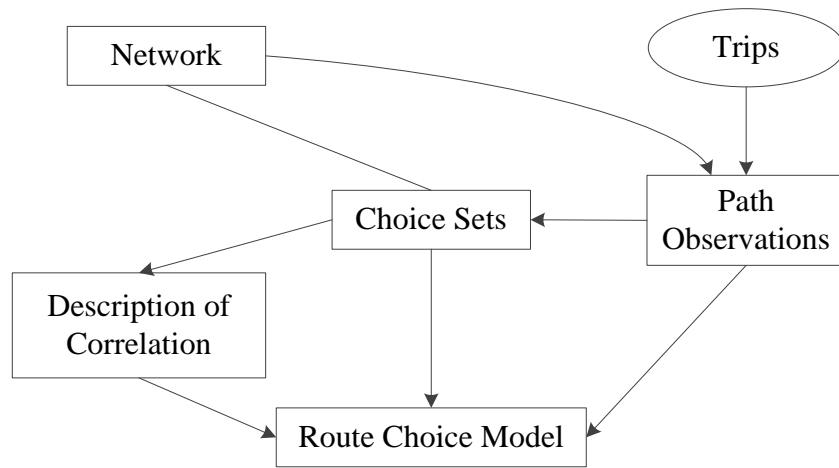 Network
Trips
Path
Observations
Choice Sets
Description of
Correlation
Route Choice Model